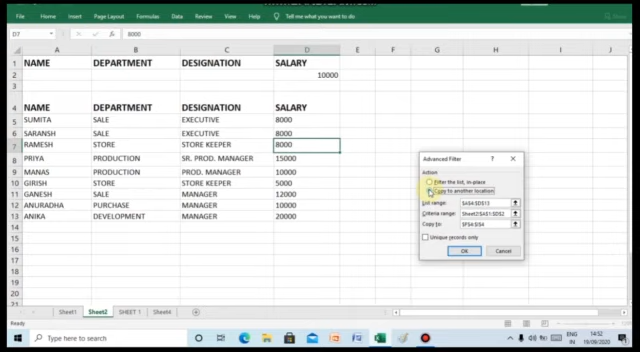 File Home Insert Page Layout Formulas Data Review View Help Tell me what you want to do Share
D7 fx 8000
A B C D E F G H I J
1 NAME DEPARTMENT DESIGNATION SALARY
2 10000
3
4 NAME DEPARTMENT DESIGNATION SALARY
5 SUMITA SALE EXECUTIVE 8000
6 SARANSH SALE EXECUTIVE 8000
7 RAMESH STORE STORE KEEPER 8000
8 PRIYA PRODUCTION SR. PROD. MANAGER 15000
9 MANAS PRODUCTION PROD. MANAGER 10000
10 GIRISH STORE STORE KEEPER 5000
11 GANESH SALE MANAGER 12000
12 ANURADHA PURCHASE MANAGER 10000
13 ANIKA DEVELOPMENT MANAGER 20000
14
15
16
17
18
19
20
21
Advanced Filter ? ×
Action
Filter the list, in-place
Copy to another location
List range: $A$4:$D$13
Criteria range: Sheet2!$A$1:$D$2
Copy to: $F$4:$I$4
Unique records only
OK Cancel
Sheet1 Sheet2 SHEET 1 Sheet4
Ready
Type here to search
ENG 14:52
IN 19/09/2020